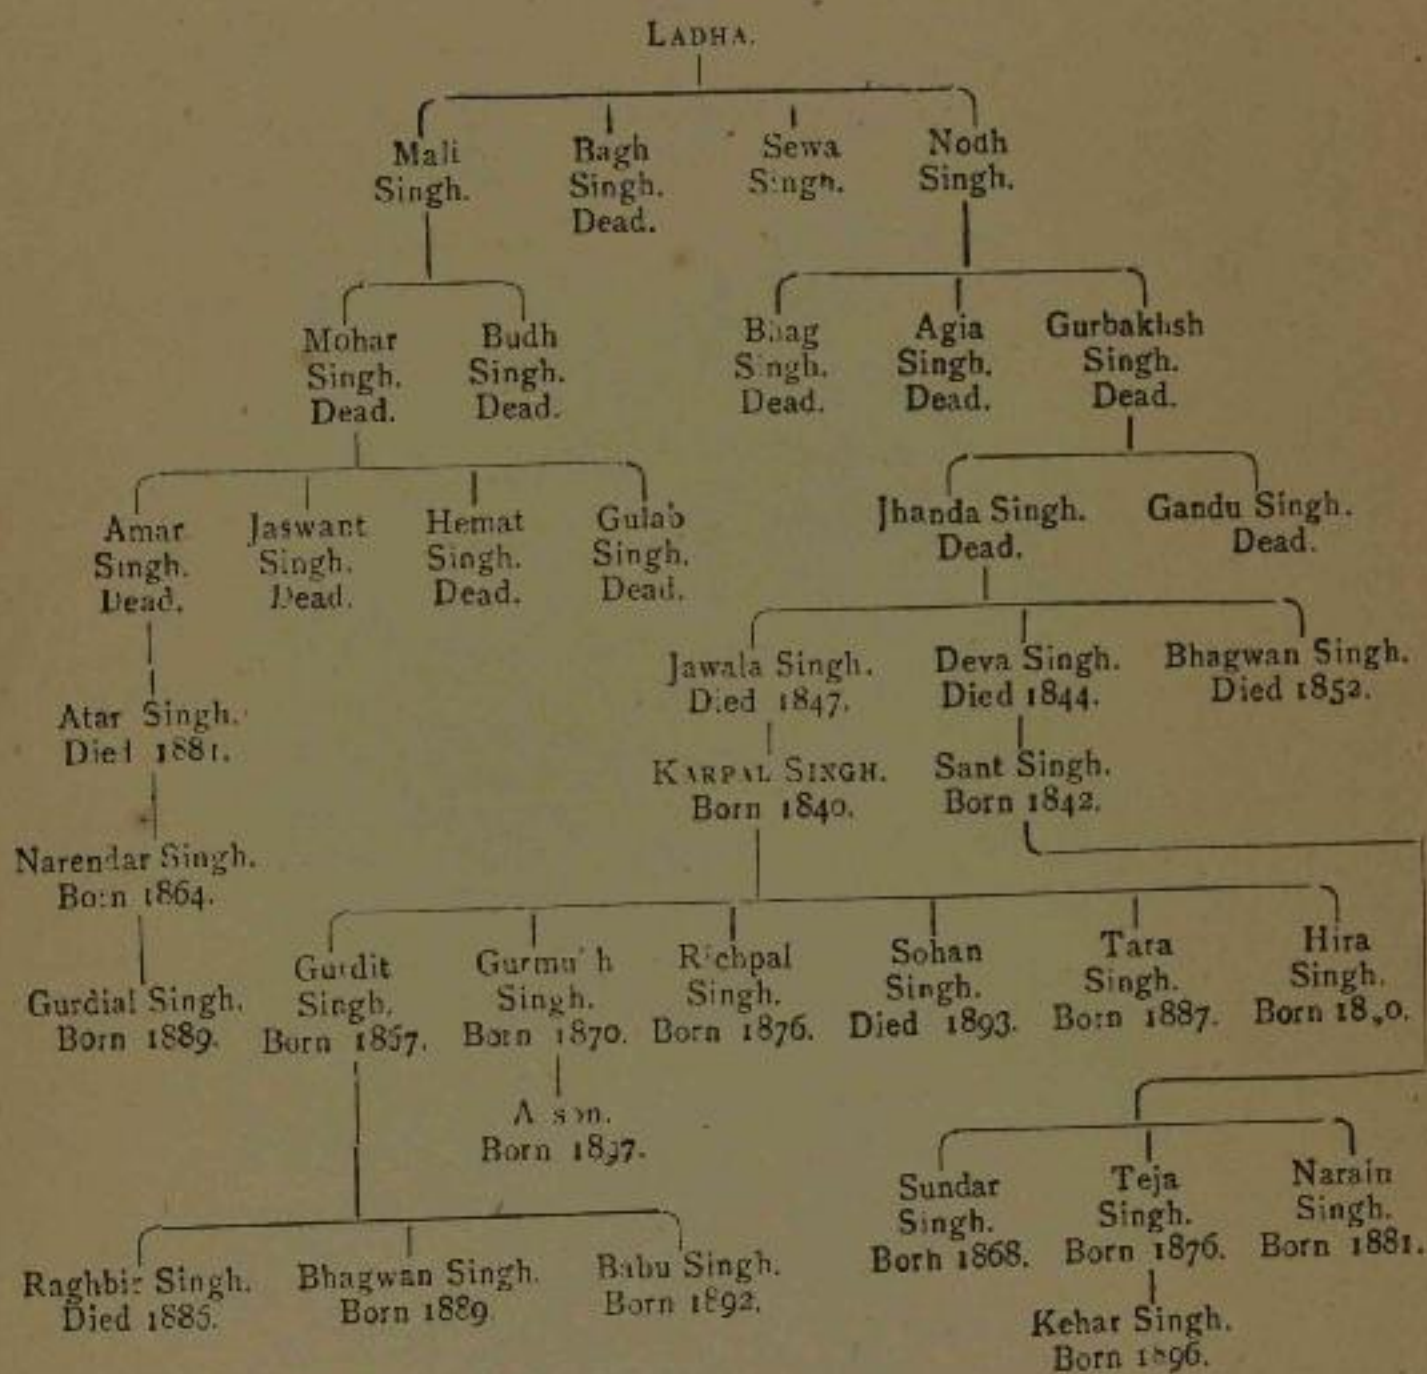 LADHA.
Mali Bagh Sewa Nodh
Singh. Singh. Singh. Singh.
Dead.
Mohar Budh Bhag Agia Gurbakhsh
Singh. Singh. Singh. Singh. Singh.
Dead. Dead. Dead. Dead. Dead.
Amar Jaswant Hemat Gulab Jhanda Singh. Gandu Singh.
Singh. Singh. Singh. Singh. Dead. Dead.
Dead. Dead. Dead. Dead.
Jawala Singh. Deva Singh. Bhagwan Singh.
Died 1847. Died 1844. Died 1852.
Atar Singh.
Died 1881.
KARPAL SINGH. Sant Singh.
Born 1840. Born 1842.
Narendar Singh.
Born 1864.
Gurdit Gurmukh Richpal Sohan Tara Hira
Singh. Singh. Singh. Singh. Singh. Singh.
Born Born 1870. Born 1876. Died 1893. Born 1887. Born
Gurdial Singh.
Born 1889.
A son.
Born 1897.
Sundar Teja Narain
Singh. Singh. Singh.
Born 1868. Born 1876. Born 1881.
Raghbir Singh. Bhagwan Singh. Babu Singh.
Died Born 1889. Born 1892.
Kehar Singh.
Born 1896.